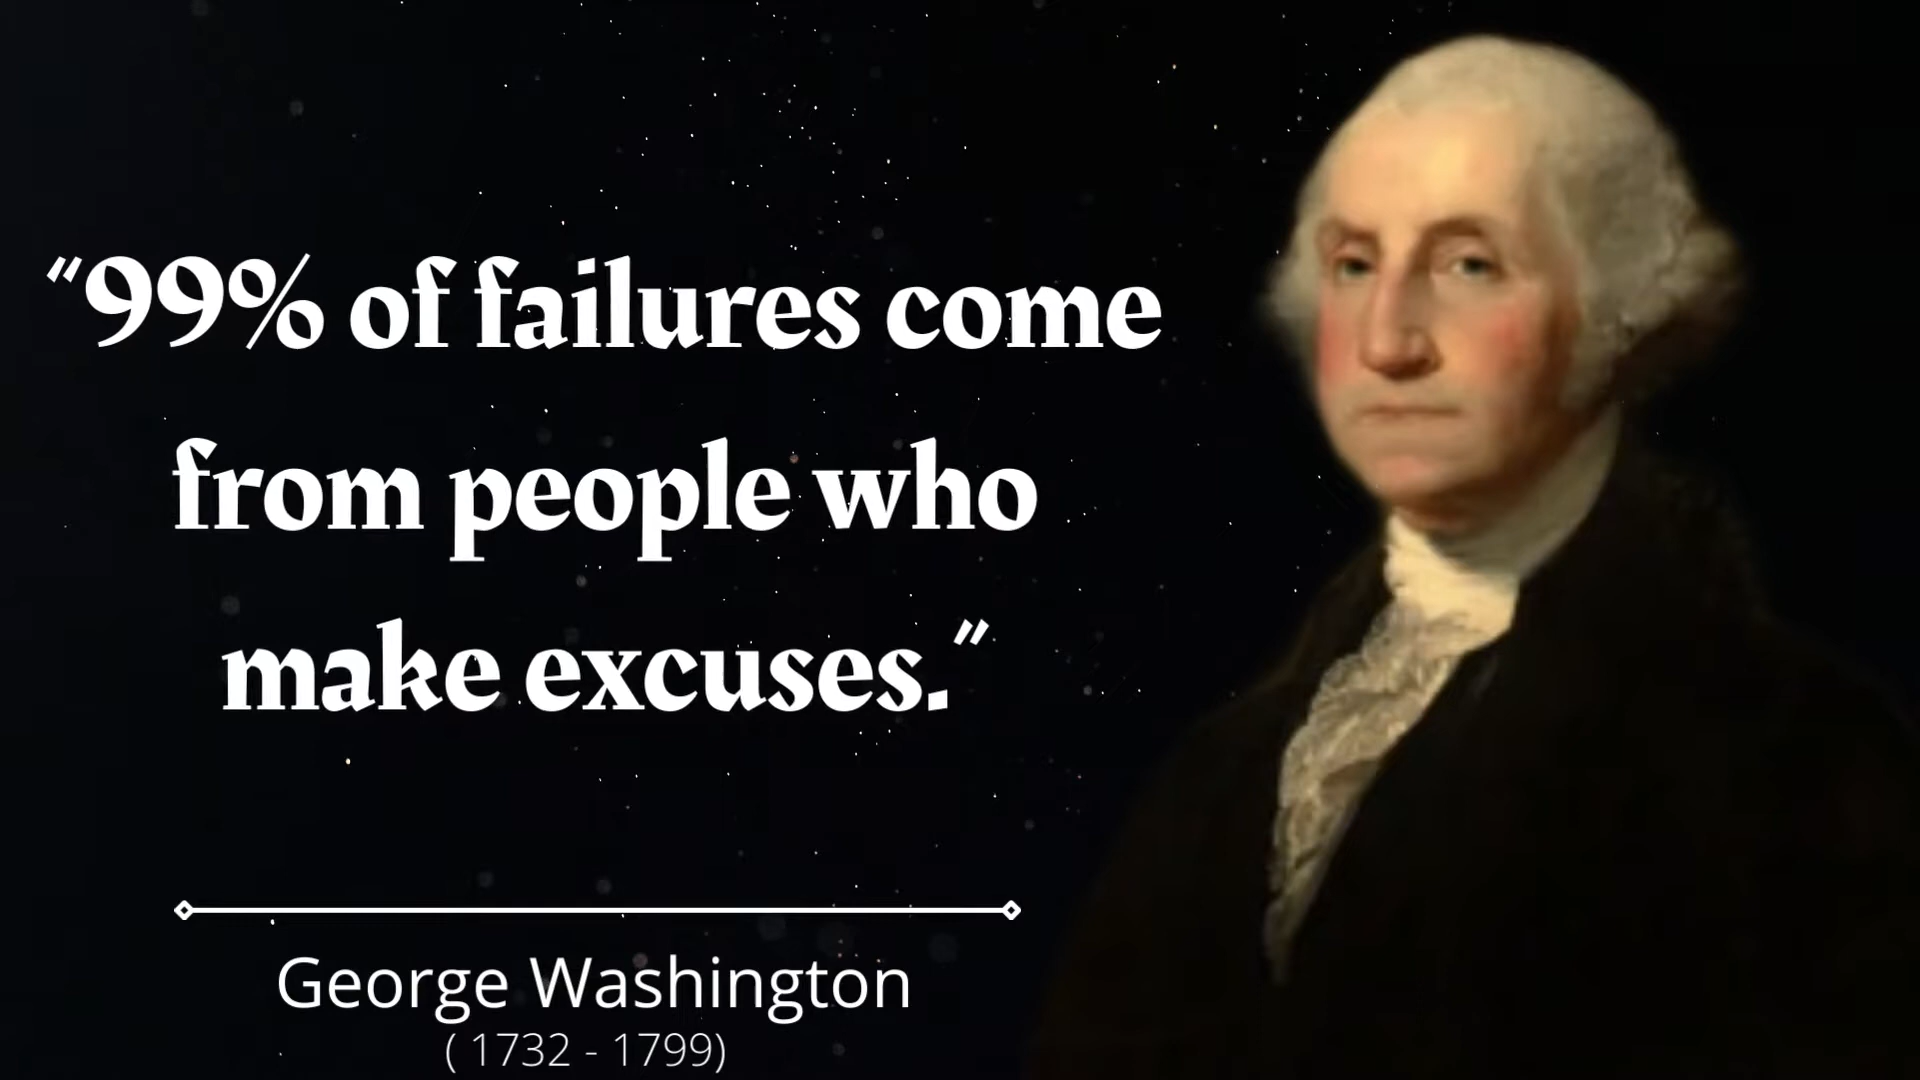 “99% of failures come
from people who
make excuses.”
George Washington
( 1732 - 1799)